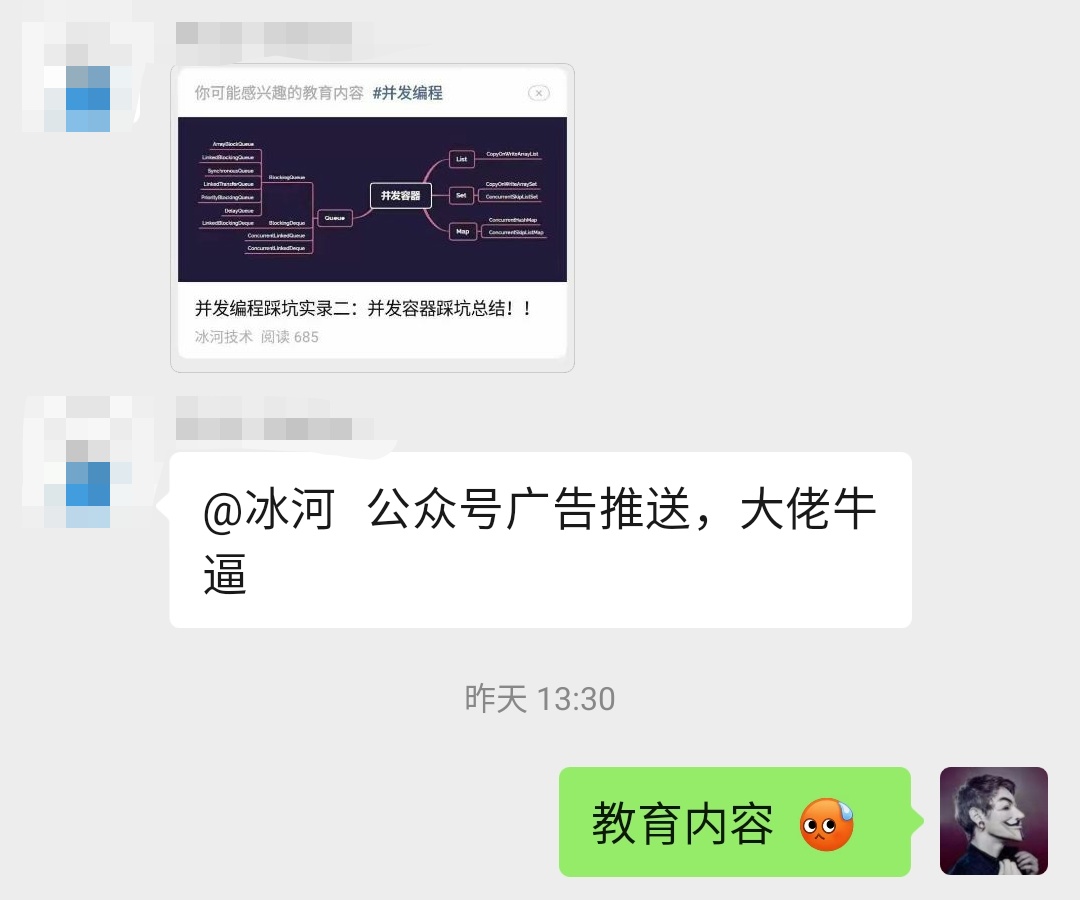 你可能感兴趣的教育内容 #并发编程
ArrayBlockQueue
LinkedBlockingQueue
SynchronousQueue
LinkedTransferQueue
PriorityBlockingQueue
DelayQueue
BlockingQueue
LinkedBlockingDeque
BlockingDeque
ConcurrentLinkedQueue
ConcurrentLinkedDeque
Queue
并发容器
List
CopyOnWriteArrayList
Set
CopyOnWriteArraySet
ConcurrentSkipListSet
Map
ConcurrentHashMap
ConcurrentSkipListMap
并发编程踩坑实录二：并发容器踩坑总结！！
冰河技术 阅读 685
@冰河 公众号广告推送，大佬牛
逼
昨天 13:30
教育内容